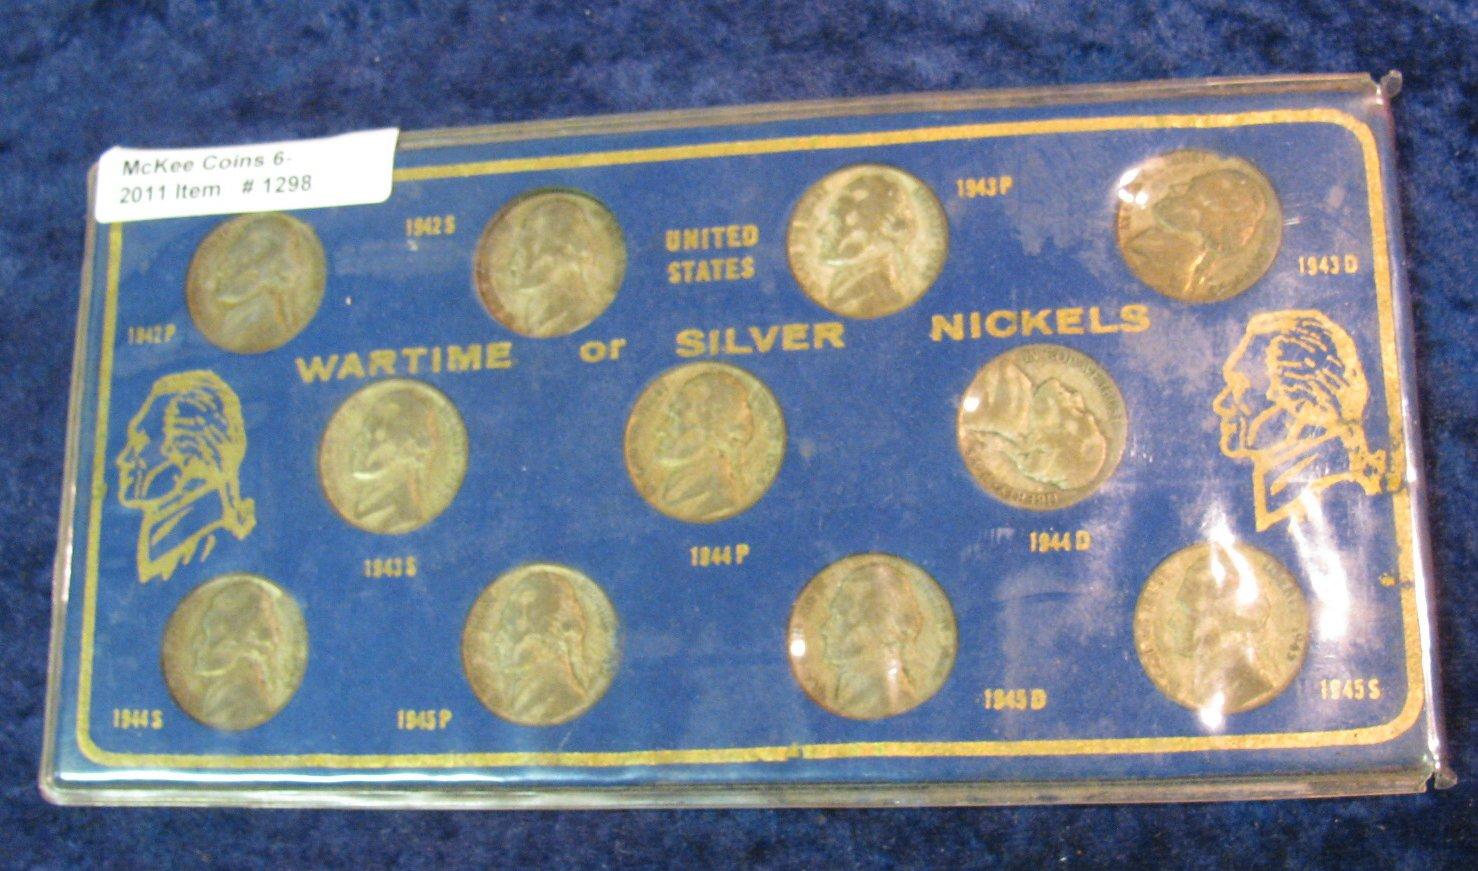 McKee Coins 6-
2011 Item # 1298
1942 S
UNITED
STATES
1943 P
1943 D
1942 P
WARTIME or SILVER NICKELS
1943 S
1944 P
1944 D
1944 S
1945 P
1945 D
1945 S